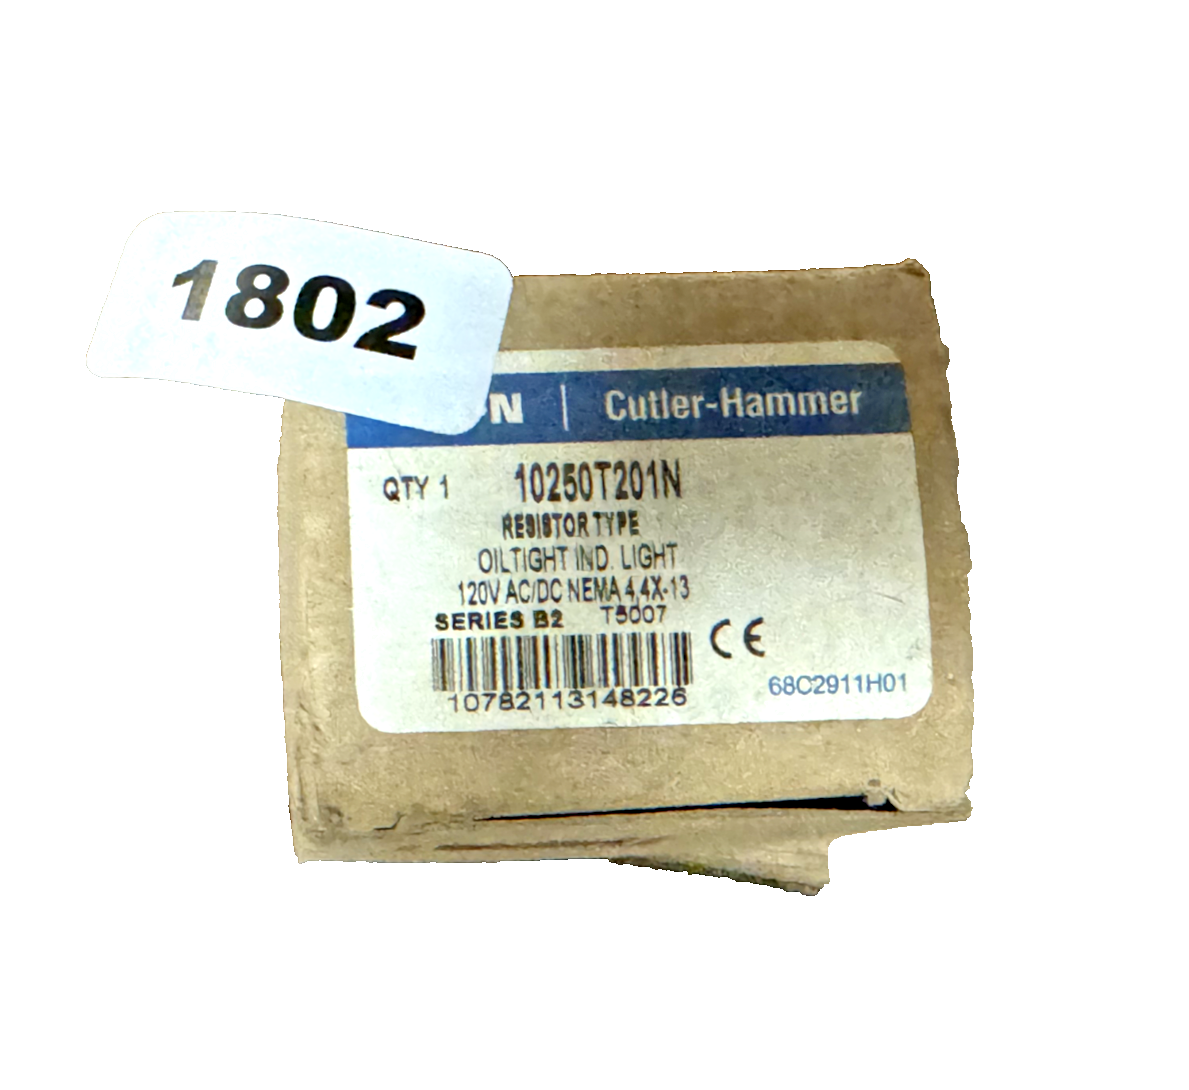 1802
N | Cutler-Hammer
QTY 1 10250T201N
RESISTOR TYPE
OILTIGHT IND. LIGHT
120V AC/DC NEMA 4,4X-13
SERIES B2 T5007
CE
10782113148226
68C2911H01